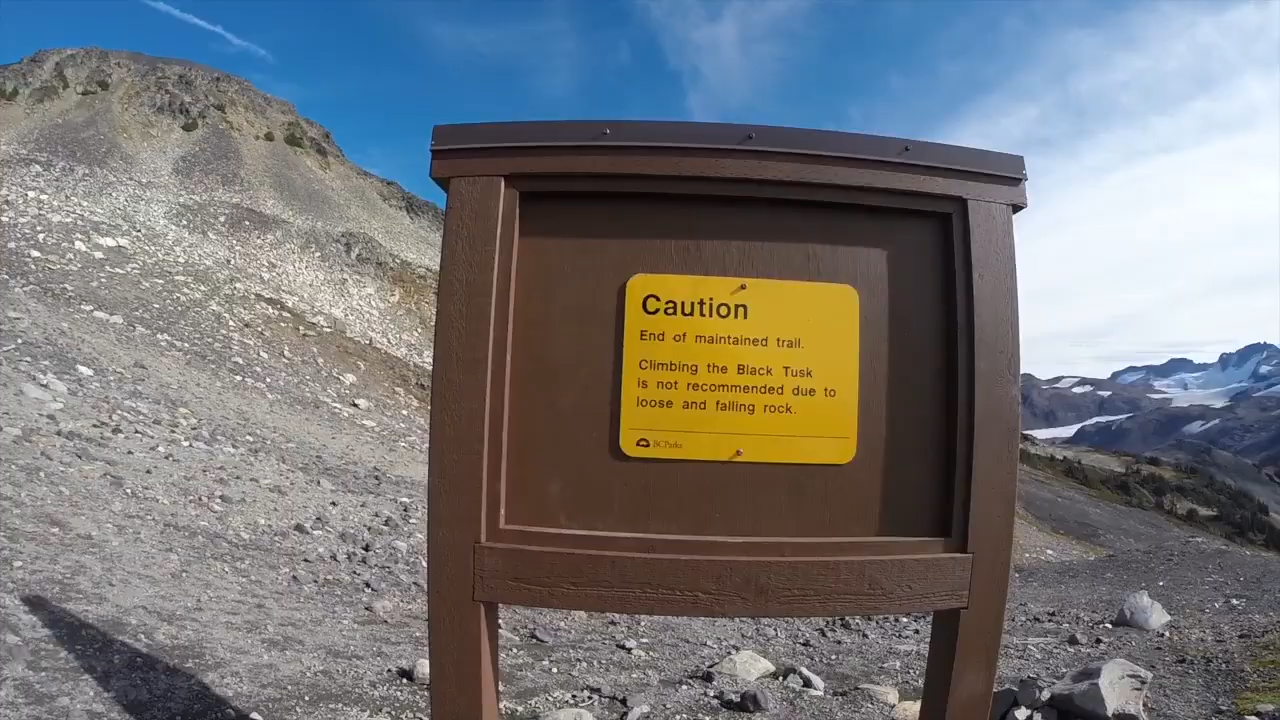 Caution
End of maintained trail.
Climbing the Black Tusk
is not recommended due to
loose and falling rock.
BCParks